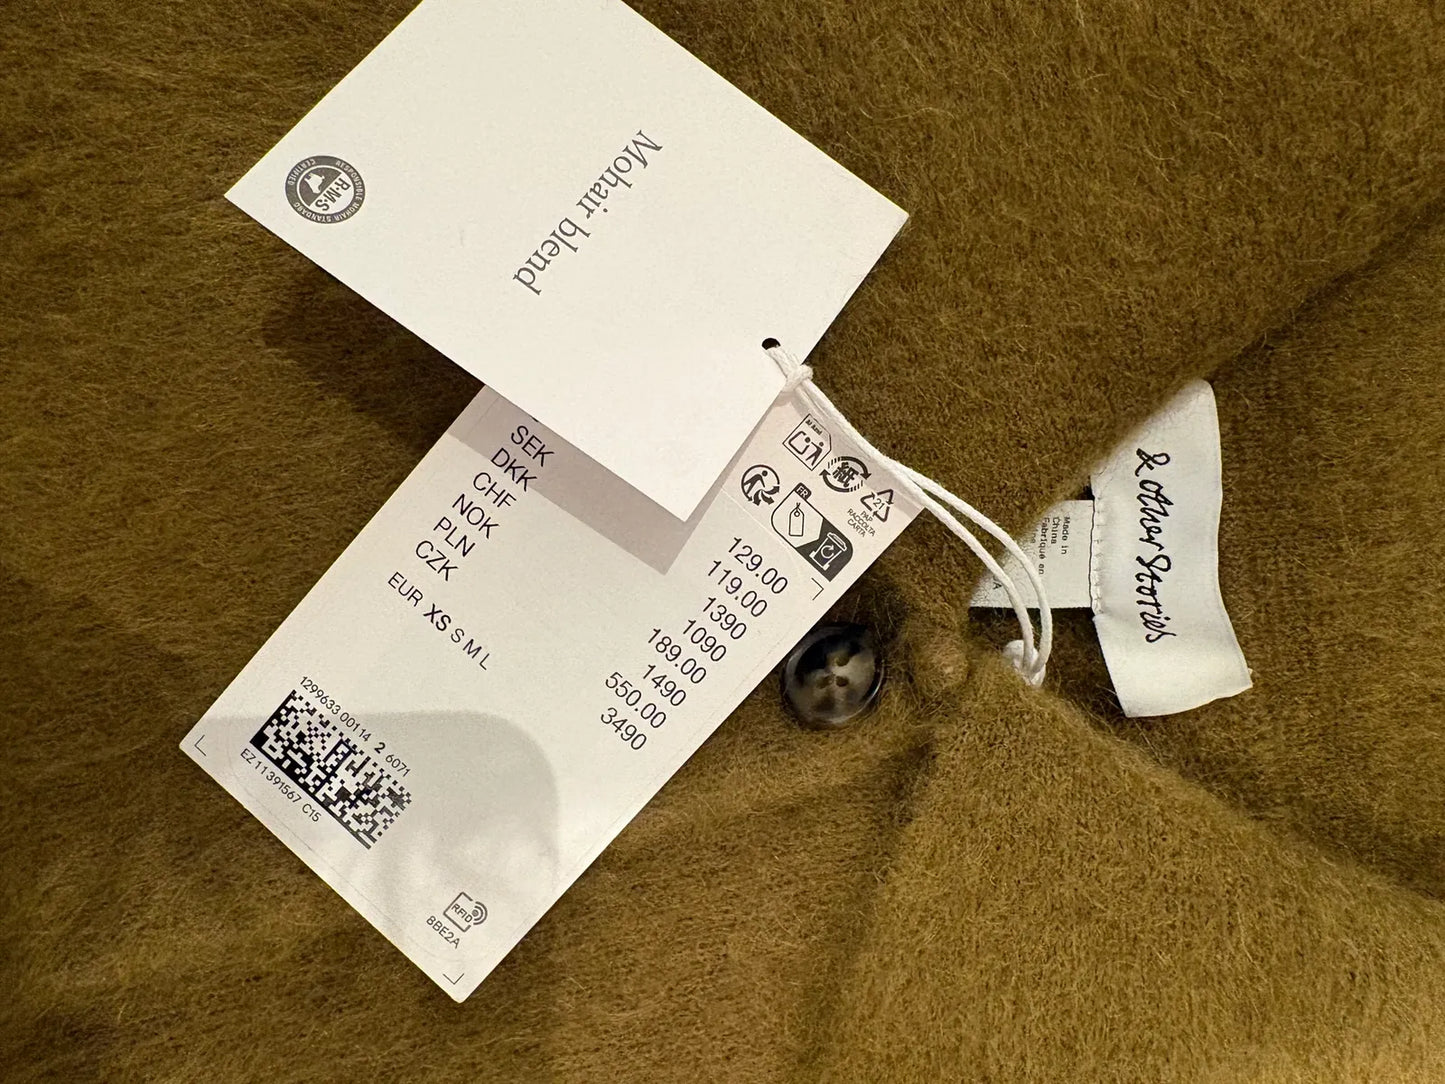 Mohair blend
RESPONSIBLE MOHAIR STANDARD
CERTIFIED
R·M·S
紙
FR
21
PAP
RACCOLTA
CARTA
129.00
119.00
SEK 1390
DKK 1090
CHF 189.00
NOK 1490
PLN 550.00
CZK 3490
EUR XS S M L
1299633 00114 2 6071
EZ 11391567 C15
RFID
8BE2A
& other Stories
Made in
China
Fabriqué en